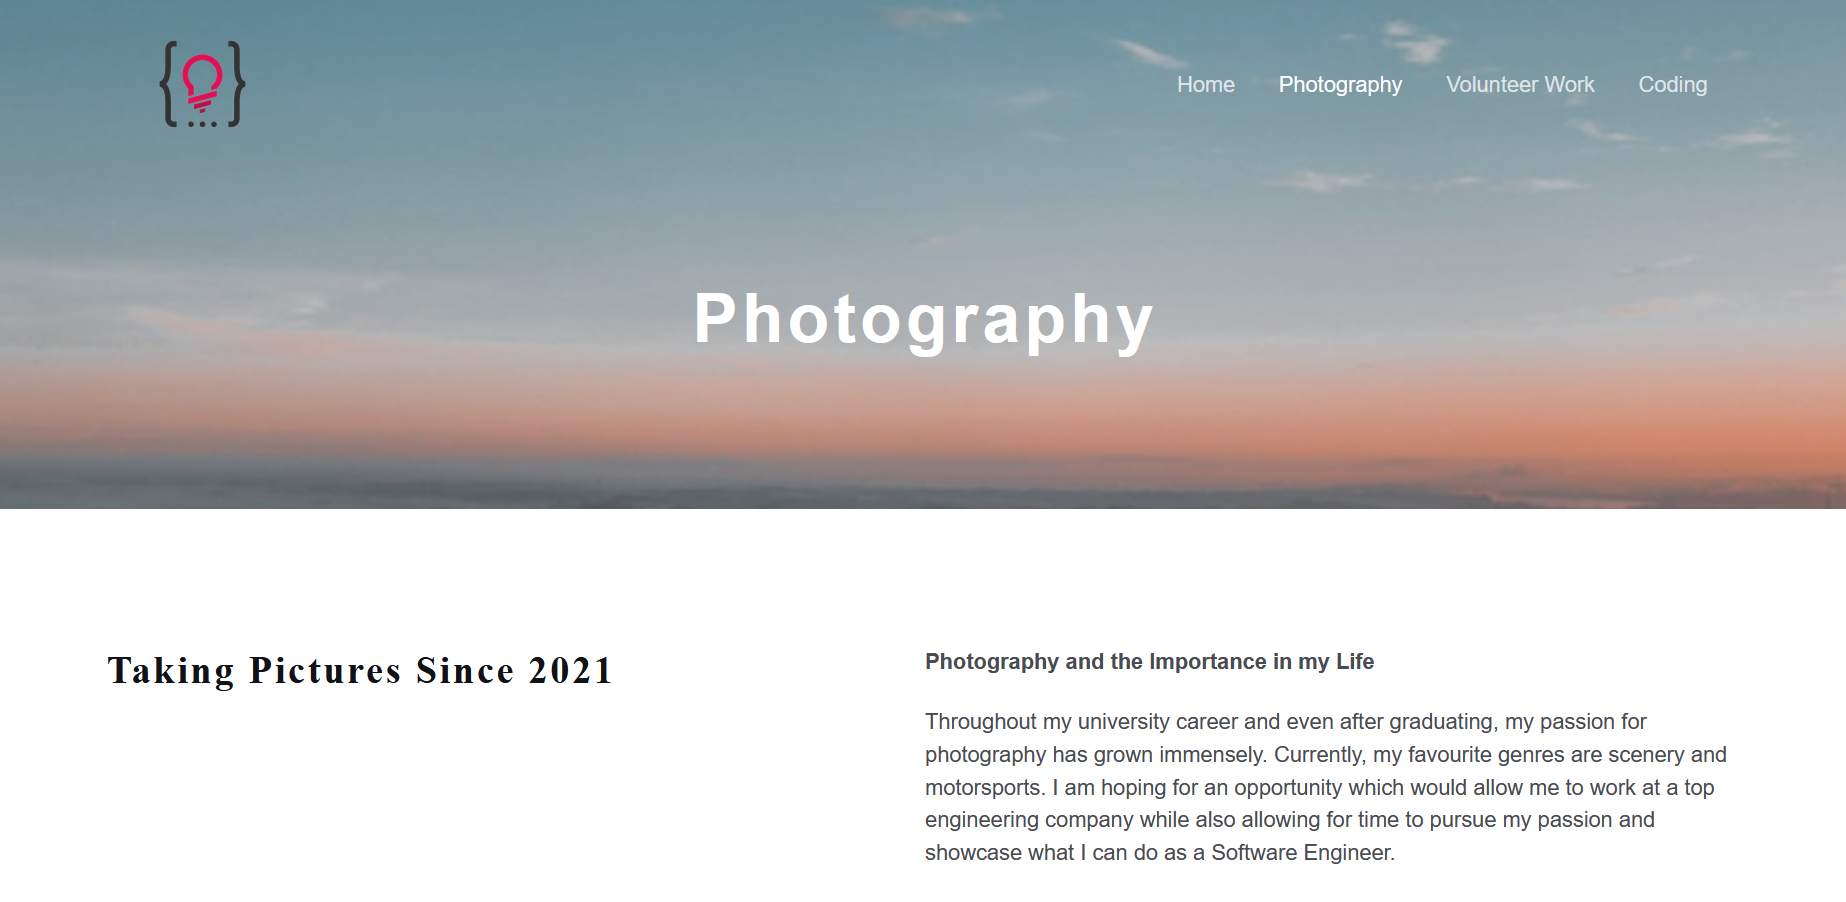 Home Photography Volunteer Work Coding
Photography
Taking Pictures Since 2021
Photography and the Importance in my Life
Throughout my university career and even after graduating, my passion for
photography has grown immensely. Currently, my favourite genres are scenery and
motorsports. I am hoping for an opportunity which would allow me to work at a top
engineering company while also allowing for time to pursue my passion and
showcase what I can do as a Software Engineer.